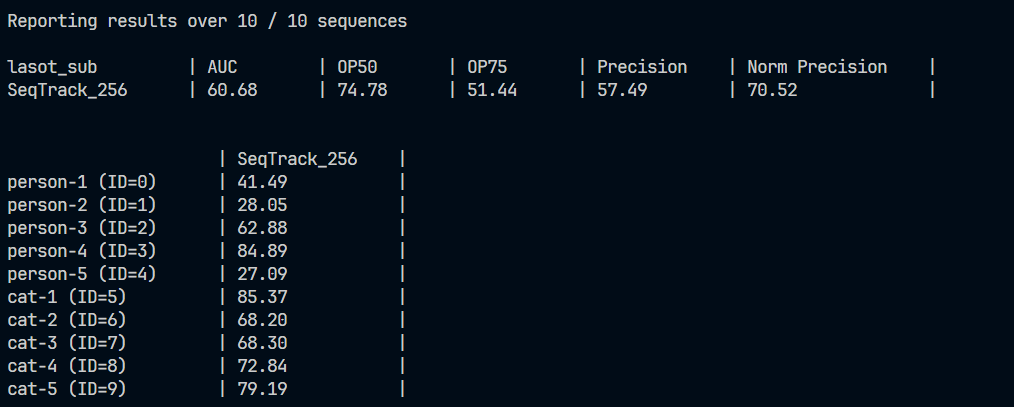 Reporting results over 10 / 10 sequences
lasot_sub | AUC | OP50 | OP75 | Precision | Norm Precision |
SeqTrack_256 | 60.68 | 74.78 | 51.44 | 57.49 | 70.52 |
| SeqTrack_256 |
person-1 (ID=0) | 41.49 |
person-2 (ID=1) | 28.05 |
person-3 (ID=2) | 62.88 |
person-4 (ID=3) | 84.89 |
person-5 (ID=4) | 27.09 |
cat-1 (ID=5) | 85.37 |
cat-2 (ID=6) | 68.20 |
cat-3 (ID=7) | 68.30 |
cat-4 (ID=8) | 72.84 |
cat-5 (ID=9) | 79.19 |